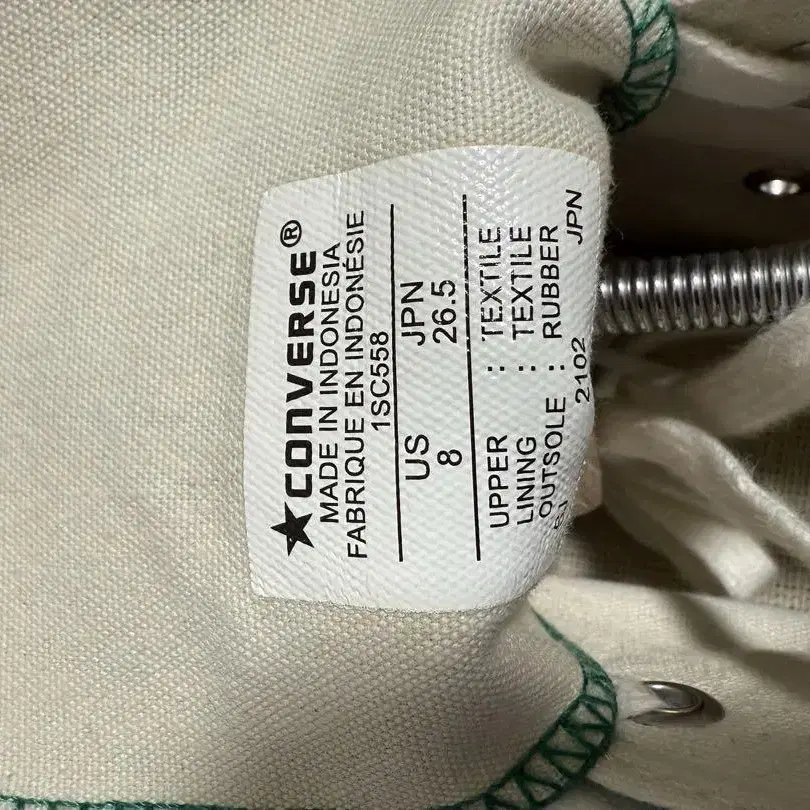 ★CONVERSE®
MADE IN INDONESIA
FABRIQUE EN INDONÉSIE
1SC558
US JPN
8 26.5
UPPER : TEXTILE
LINING : TEXTILE
OUTSOLE : RUBBER
2102 JPN